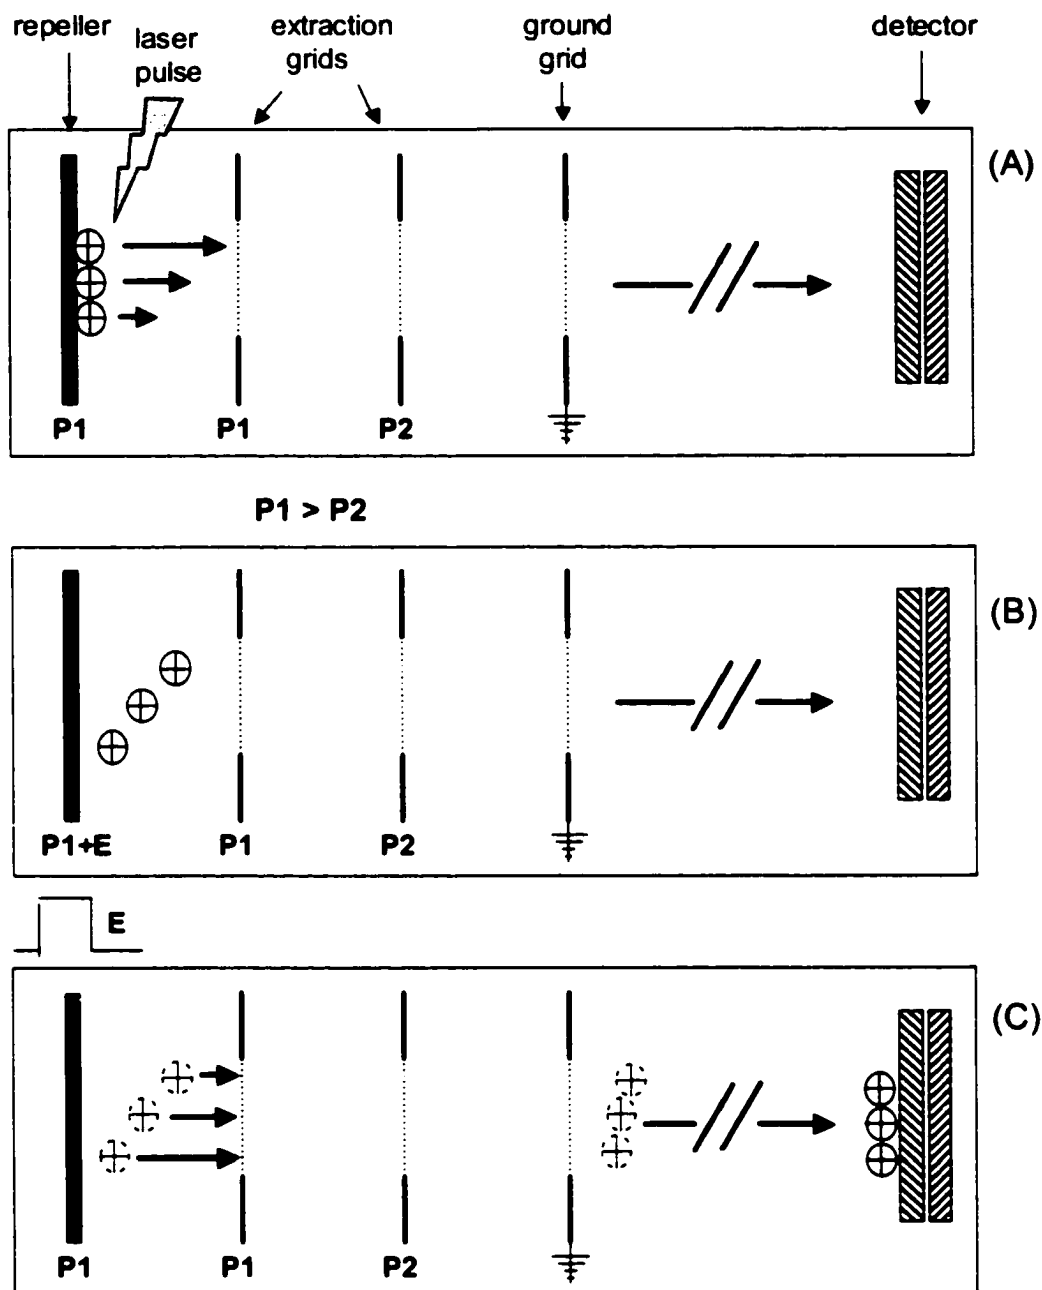 repeller
laser
pulse
extraction
grids
ground
grid
detector
(A)
P1
P1
P2
P1 > P2
(B)
P1+E
P1
P2
E
(C)
P1
P1
P2